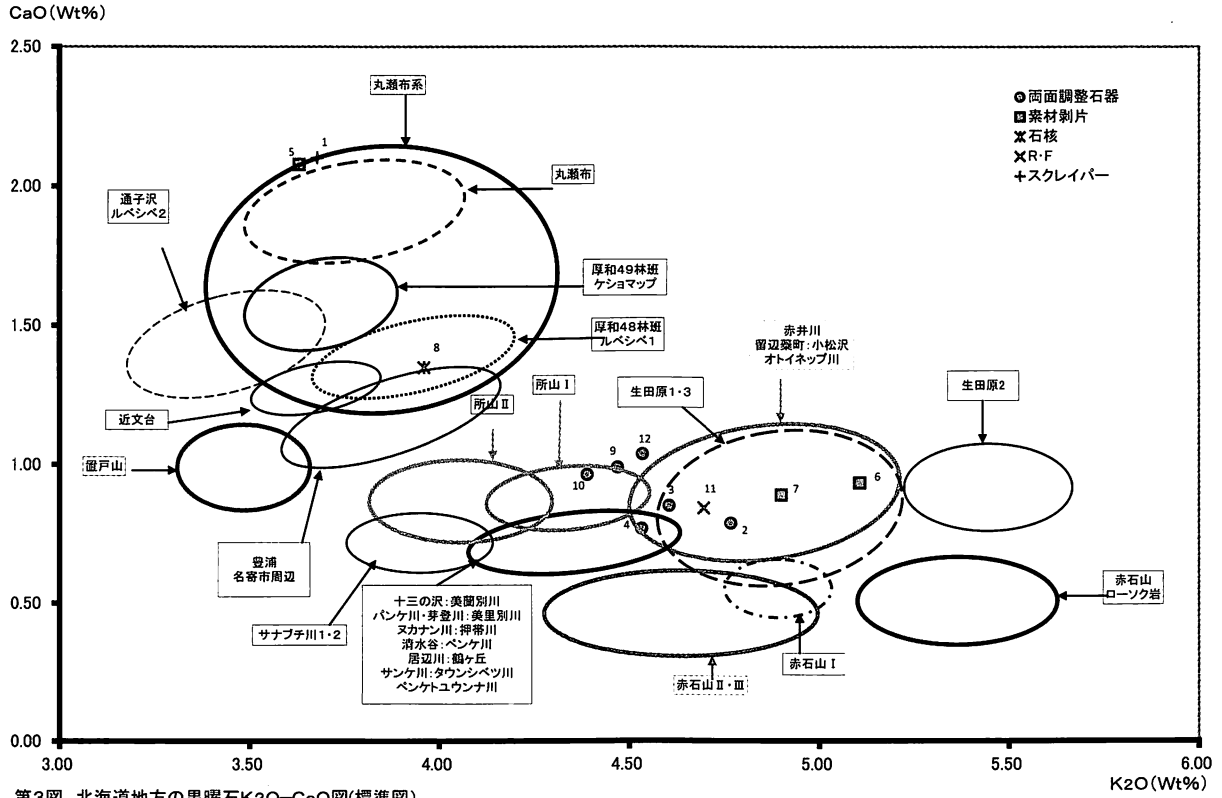 CaO(Wt%)
2.50
2.00
1.50
1.00
0.50
0.00
3.00
3.50
4.00
4.50
5.00
5.50
6.00
K2O(Wt%)
両面調整石器
素材剥片
石核
R・F
スクレイパー
丸瀬布系
丸瀬布
通子沢
ルベシベ2
厚和49林班
ケショマップ
厚和48林班
ルベシベ1
近文台
置戸山
所山Ⅱ
所山Ⅰ
生田原1・3
赤井川
留辺蘂町:小松沢
オトイネップ川
生田原2
豊浦
名寄市周辺
サナブチ川1・2
十三の沢:美蘭別川
パンケ川・芽登川:美里別川
ヌカナン川:押帯川
清水谷:ペンケ川
居辺川:鶴ヶ丘
サンケ川:タウンシベツ川
ペンケトユウンナ川
赤石山Ⅱ・Ⅲ
赤石山Ⅰ
赤石山
ローソク岩
5
1
8
9
12
10
3
11
7
6
4
2
第3図 北海道地方の黒曜石K2O-CaO図(標準図)